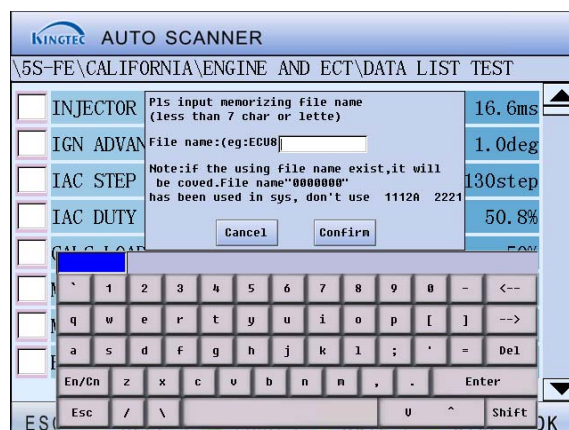 KINGTEC AUTO SCANNER
\5S-FE\CALIFORNIA\ENGINE AND ECT\DATA LIST TEST
INJECTOR 16.6ms
IGN ADVAN 1.0deg
IAC STEP 130step
IAC DUTY 50.8%
Pls input memorizing file name
(less than 7 char or lette)
File name:(eg:ECU8
Note:if the using file name exist,it will
be coved.File name"0000000"
has been used in sys, don't use 1112A 2221
Cancel Confirm
` 1 2 3 4 5 6 7 8 9 0 - <--
q w e r t y u i o p [ ] -->
a s d f g h j k l ; ' = Del
En/Cn z x c v b n m , . Enter
Esc / \ V ^ Shift
ESC OK